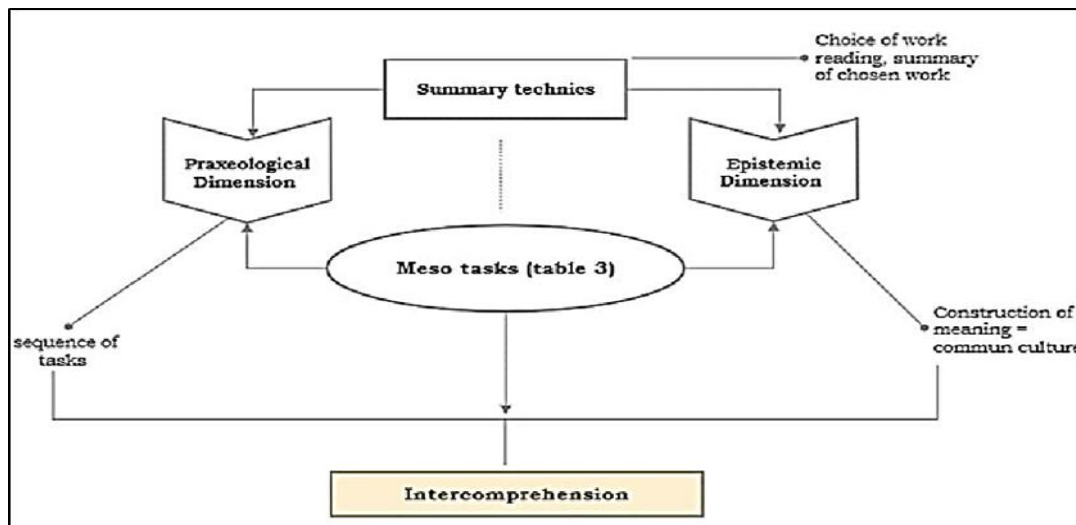 Choice of work
reading, summary
of chosen work
Summary technics
Praxeological
Dimension
Epistemic
Dimension
Meso tasks (table 3)
sequence of
tasks
Construction of
meaning =
commun culture
Intercomprehension